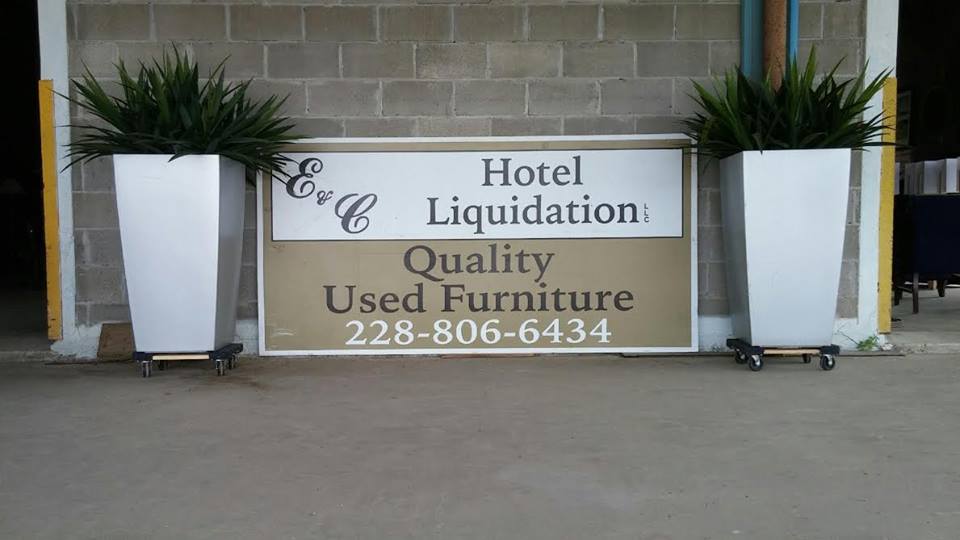 E & C Hotel
Liquidation LLC
Quality
Used Furniture
228-806-6434